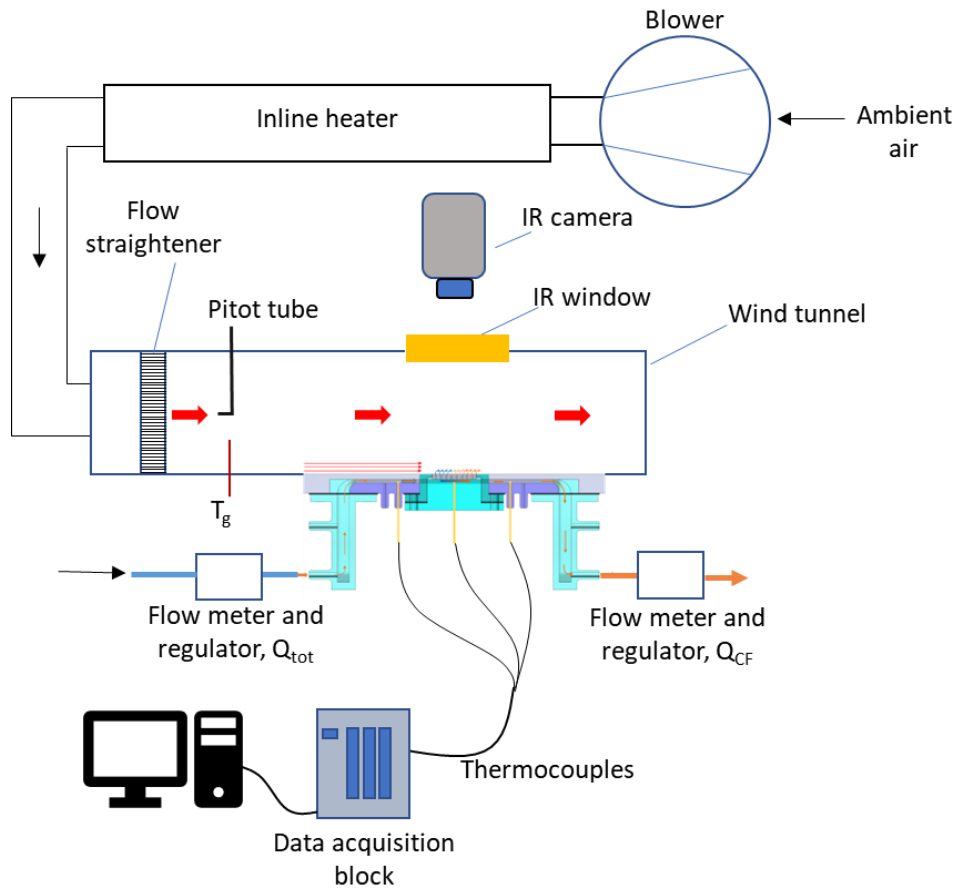 Blower
Inline heater
Ambient
air
Flow
straightener
IR camera
Pitot tube
IR window
Wind tunnel
Tg
Flow meter and
regulator, Qtot
Flow meter and
regulator, QCF
Thermocouples
Data acquisition
block